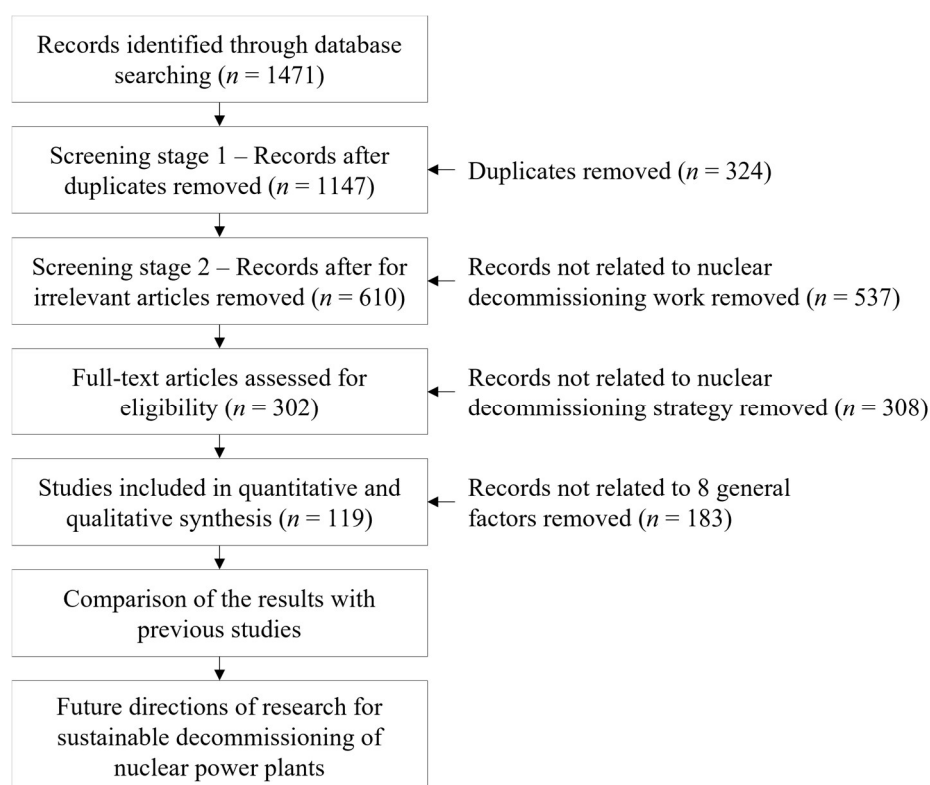 Records identified through database
searching (n = 1471)
Screening stage 1 – Records after
duplicates removed (n = 1147)
Duplicates removed (n = 324)
Screening stage 2 – Records after for
irrelevant articles removed (n = 610)
Records not related to nuclear
decommissioning work removed (n = 537)
Full-text articles assessed for
eligibility (n = 302)
Records not related to nuclear
decommissioning strategy removed (n = 308)
Studies included in quantitative and
qualitative synthesis (n = 119)
Records not related to 8 general
factors removed (n = 183)
Comparison of the results with
previous studies
Future directions of research for
sustainable decommissioning of
nuclear power plants